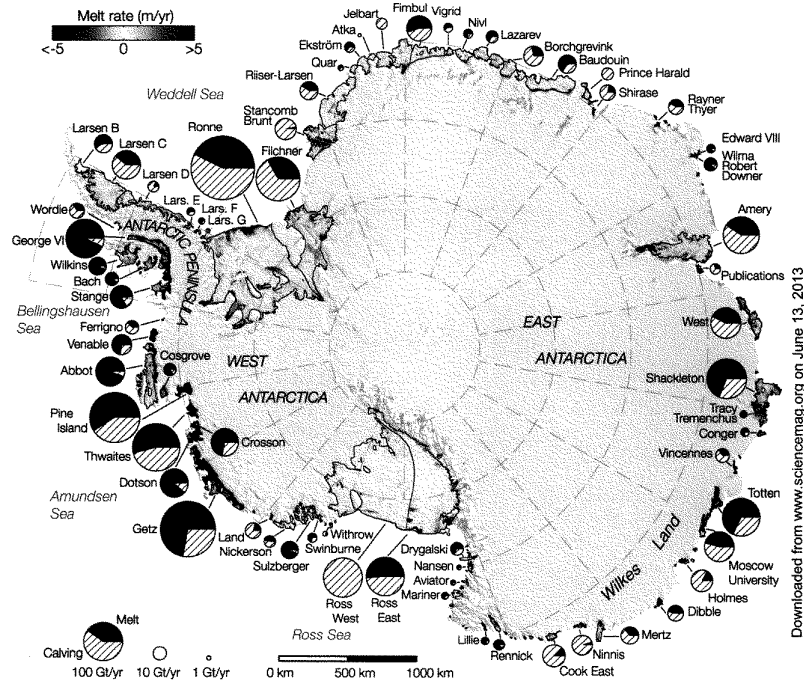 Melt rate (m/yr)
<-5
0
>5
Weddell Sea
Jelbart
Atka
Ekström
Quar
Riiser-Larsen
Stancomb
Brunt
Fimbul
Vigrid
Nivl
Lazarev
Borchgrevink
Baudouin
Prince Harald
Shirase
Rayner
Thyer
Edward VIII
Wilma
Robert
Downer
Larsen B
Larsen C
Larsen D
Lars. E
Lars. F
Lars. G
Ronne
Filchner
Wordie
George VI
Wilkins
Bach
Stange
ANTARCTIC PENINSULA
Bellingshausen
Sea
Ferrigno
Venable
Abbot
Cosgrove
Pine
Island
Thwaites
Crosson
Dotson
Amundsen
Sea
Getz
WEST
ANTARCTICA
EAST
ANTARCTICA
Amery
Publications
West
Shackleton
Tracy
Tremenchus
Conger
Vincennes
Totten
Moscow
University
Holmes
Dibble
Wilkes Land
Land
Nickerson
Sulzberger
Swinburne
Withrow
Ross
West
Ross
East
Drygalski
Nansen
Aviator
Mariner
Lillie
Rennick
Cook East
Ninnis
Mertz
Ross Sea
Melt
Calving
100 Gt/yr
10 Gt/yr
1 Gt/yr
0 km
500 km
1000 km
Downloaded from www.sciencemag.org on June 13, 2013